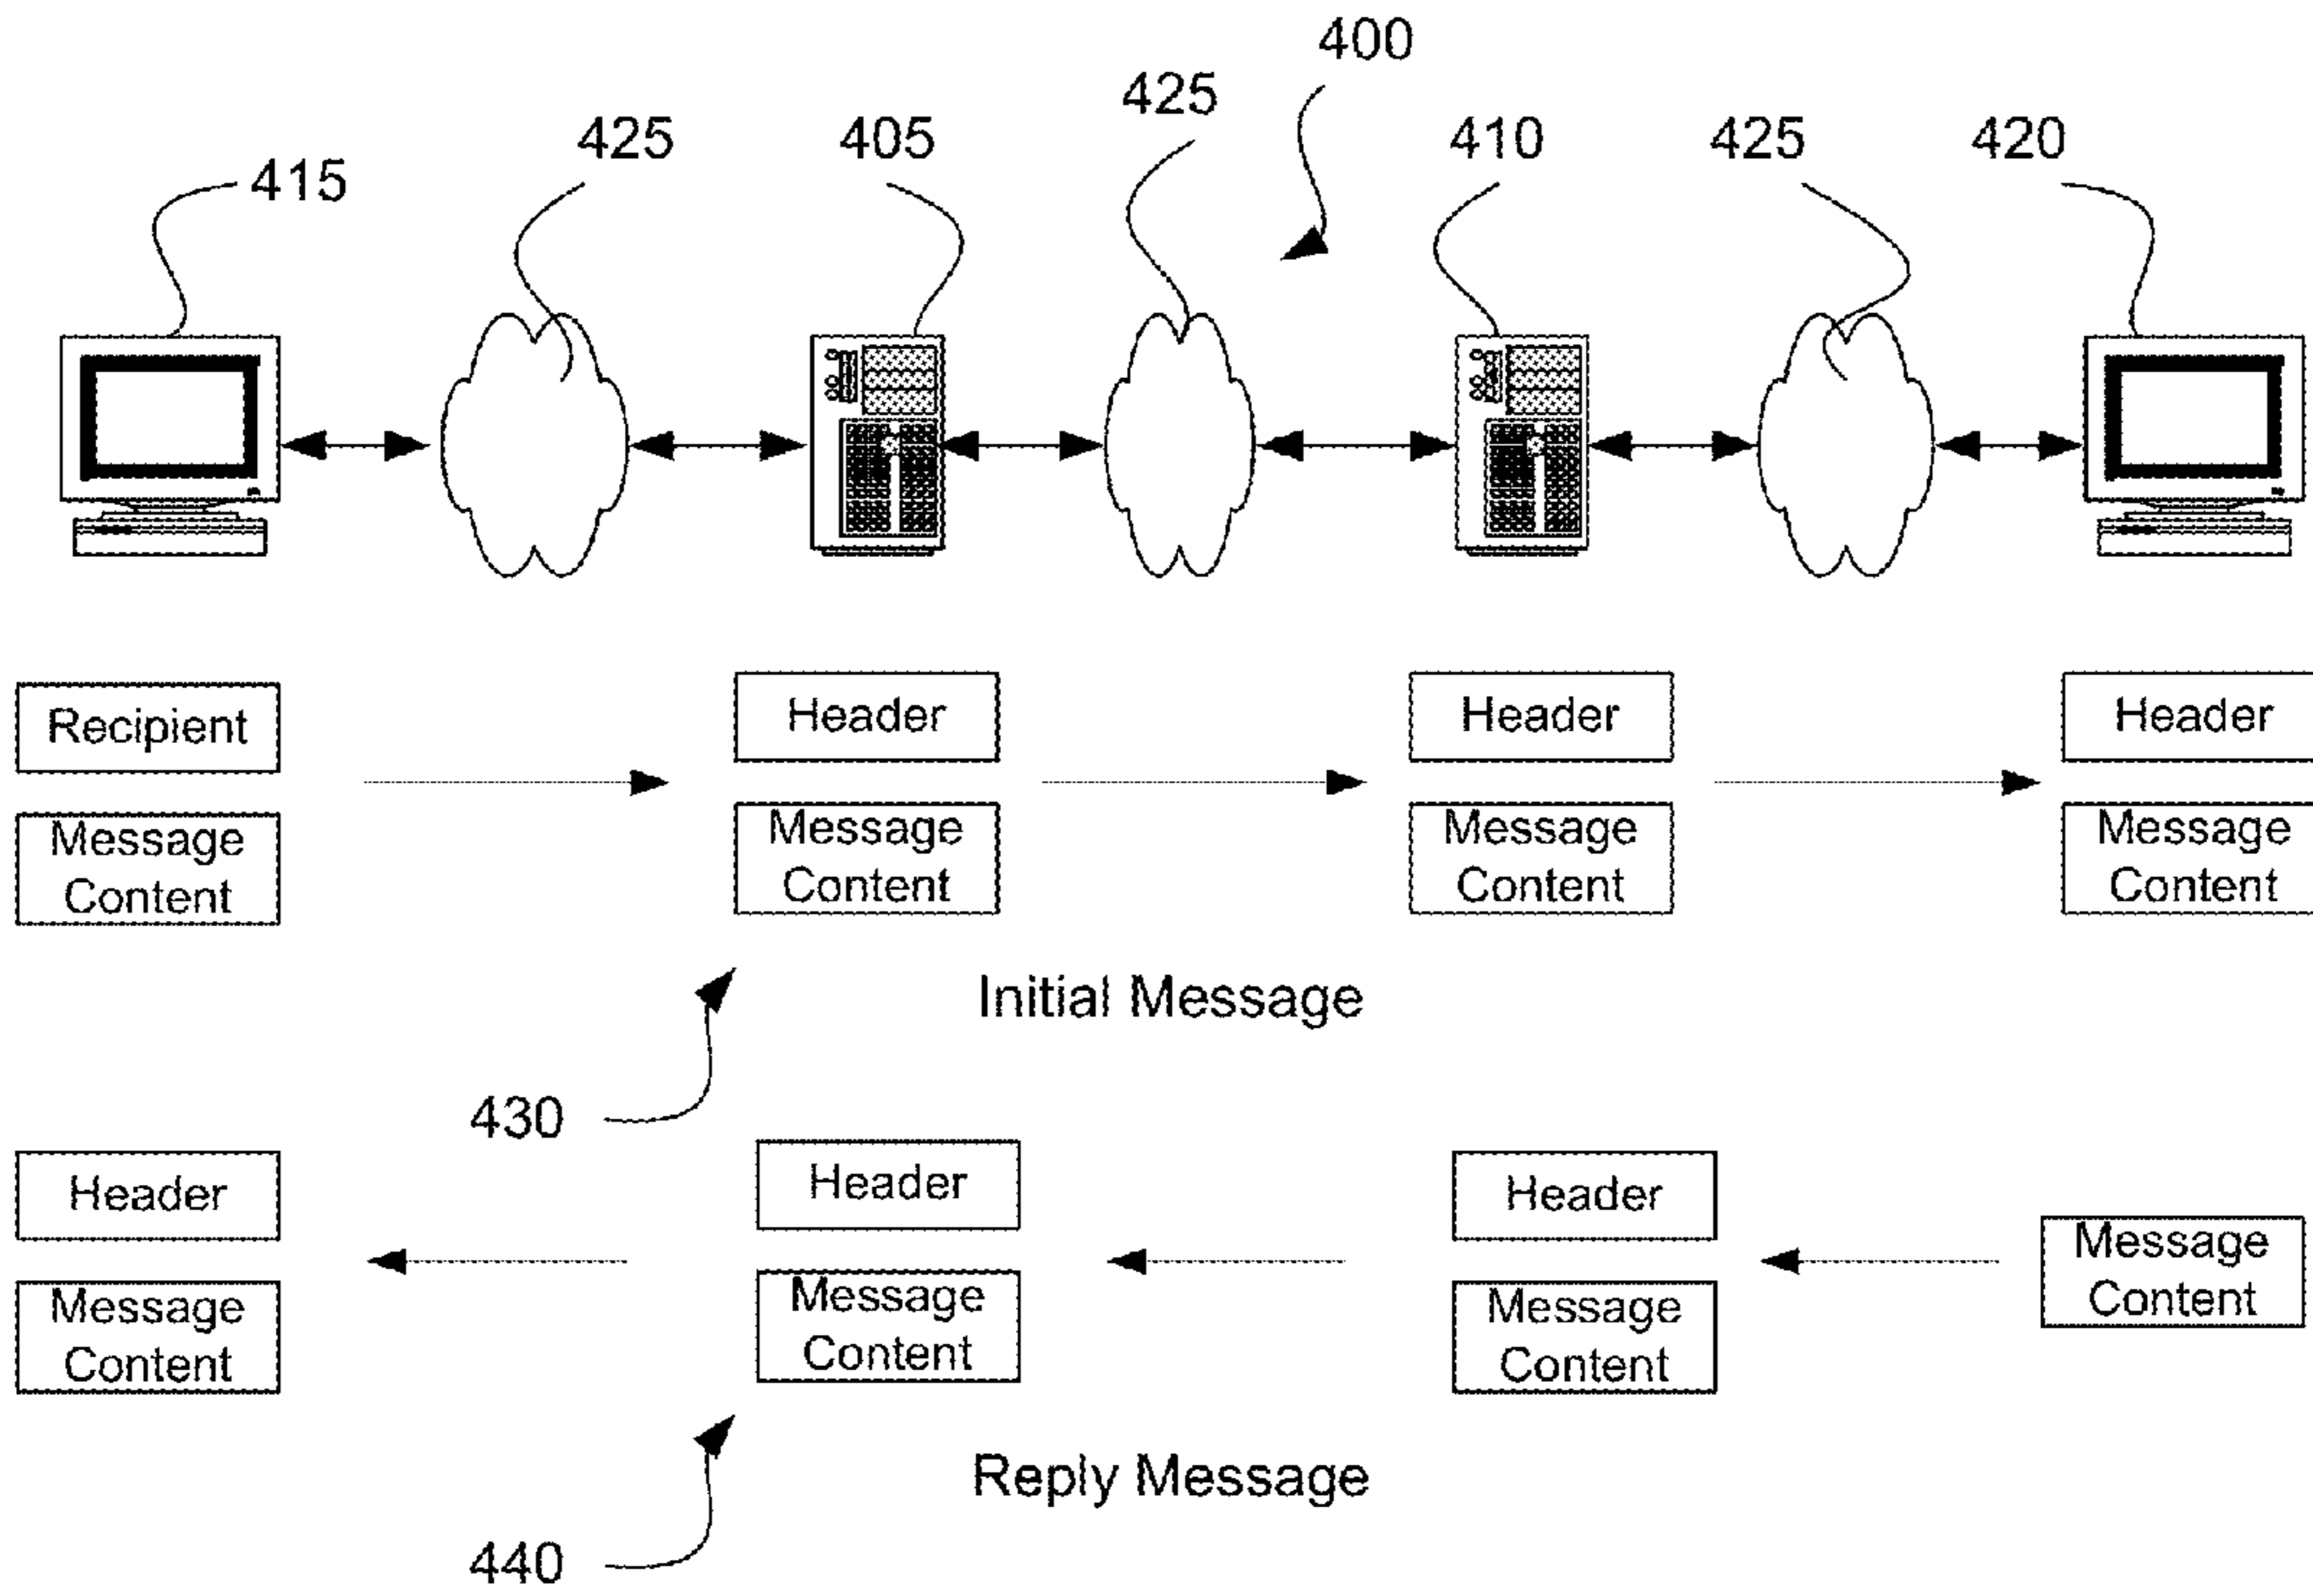 400
425
425
405
410
425
420
415
Recipient
Header
Header
Header
Message
Content
Message
Content
Message
Content
Message
Content
Initial Message
430
Header
Header
Header
Message
Content
Message
Content
Message
Content
Message
Content
Reply Message
440